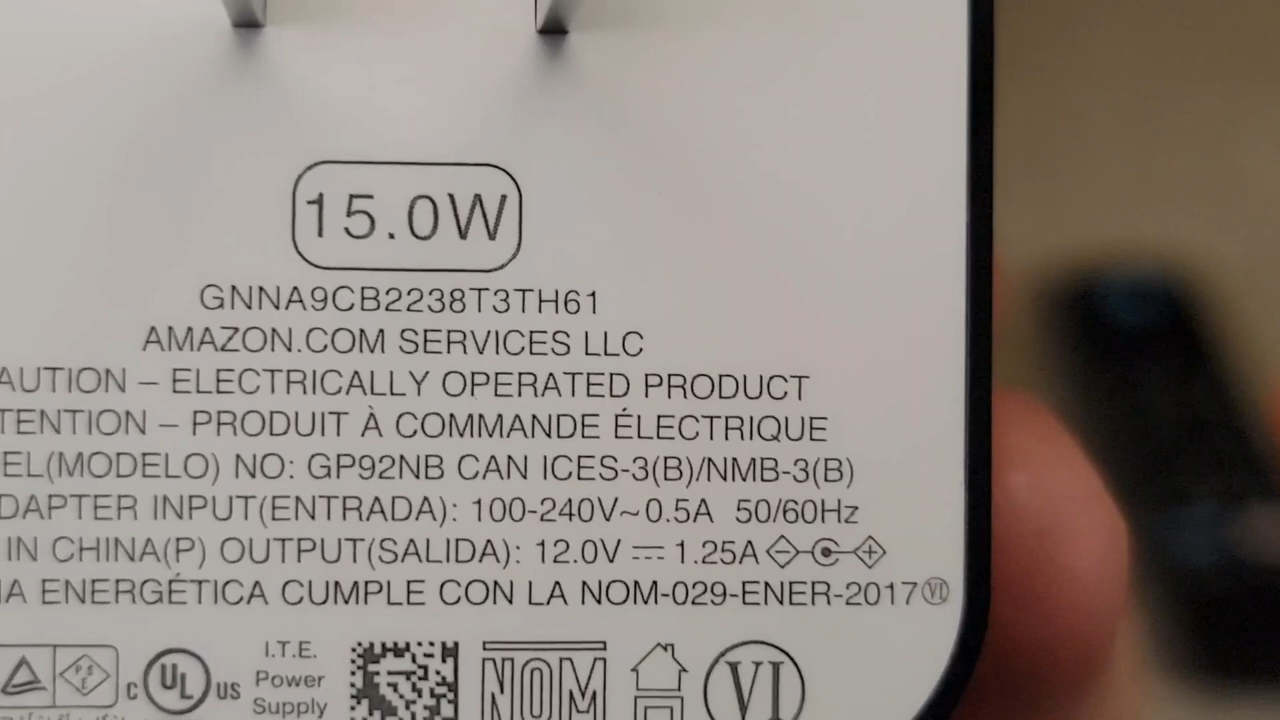 15.0W
GNNA9CB2238T3TH61
AMAZON.COM SERVICES LLC
AUTION – ELECTRICALLY OPERATED PRODUCT
TENTION – PRODUIT À COMMANDE ÉLECTRIQUE
EL(MODELO) NO: GP92NB CAN ICES-3(B)/NMB-3(B)
DAPTER INPUT(ENTRADA): 100-240V~0.5A 50/60Hz
IN CHINA(P) OUTPUT(SALIDA): 12.0V ⎓ 1.25A
IA ENERGÉTICA CUMPLE CON LA NOM-029-ENER-2017 VI
PSE c UL US I.T.E. Power Supply NOM VI